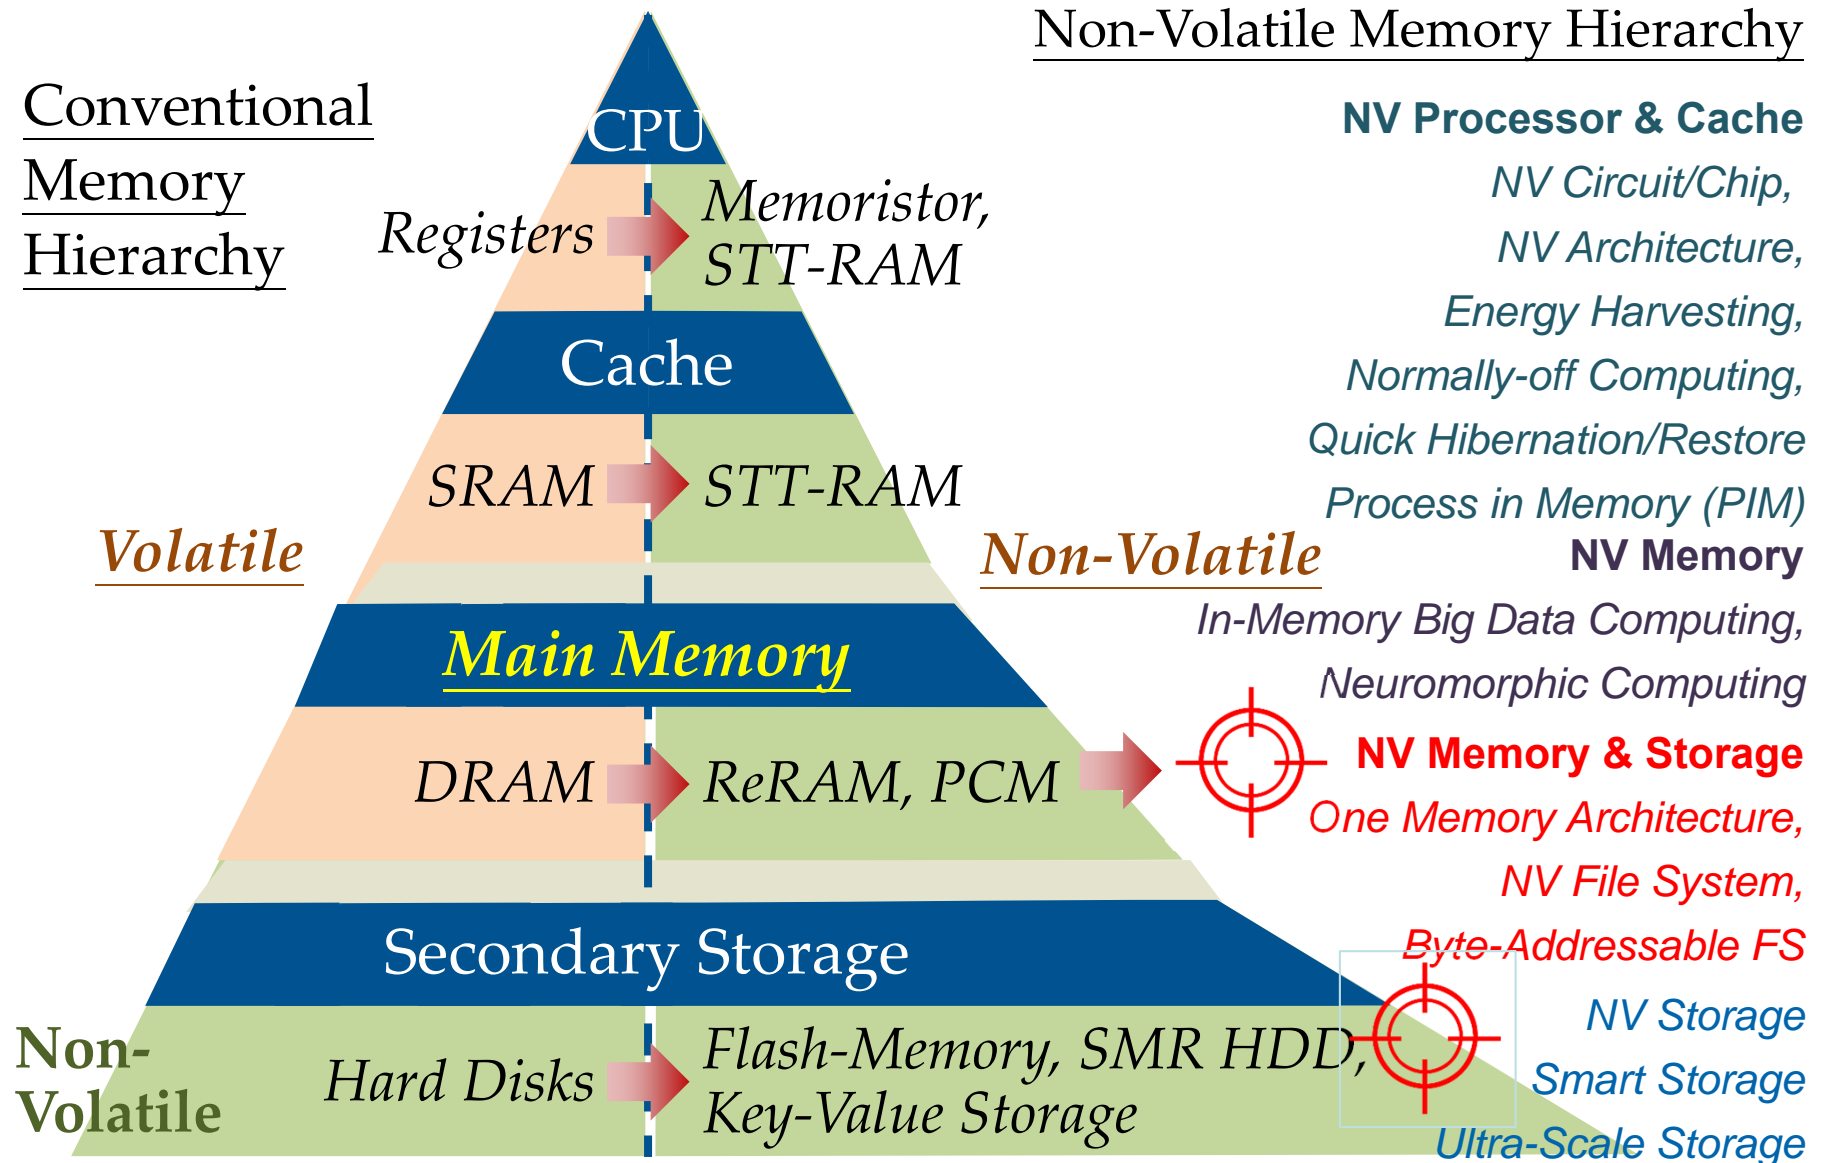 Conventional
Memory
Hierarchy
Non-Volatile Memory Hierarchy
CPU
Registers
Memoristor,
STT-RAM
Cache
SRAM
STT-RAM
Volatile
Non-Volatile
Main Memory
DRAM
ReRAM, PCM
Secondary Storage
Non-
Volatile
Hard Disks
Flash-Memory, SMR HDD,
Key-Value Storage
NV Processor & Cache
NV Circuit/Chip,
NV Architecture,
Energy Harvesting,
Normally-off Computing,
Quick Hibernation/Restore
Process in Memory (PIM)
NV Memory
In-Memory Big Data Computing,
Neuromorphic Computing
NV Memory & Storage
One Memory Architecture,
NV File System,
Byte-Addressable FS
NV Storage
Smart Storage
Ultra-Scale Storage